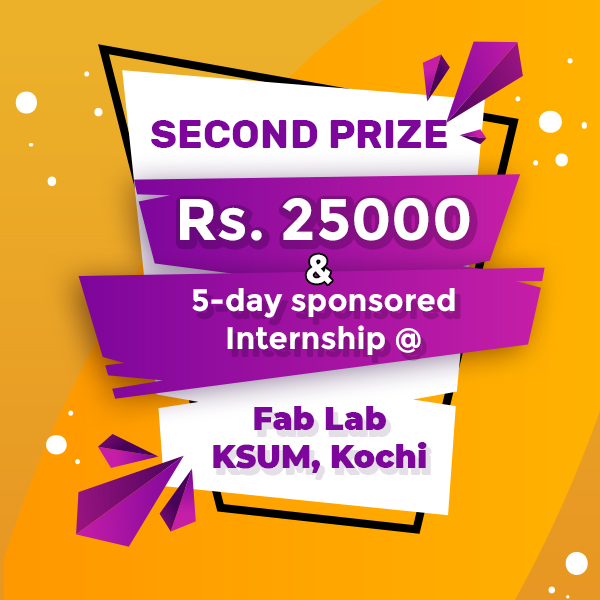 SECOND PRIZE
Rs. 25000
&
5-day sponsored
Internship @
Fab Lab
KSUM, Kochi